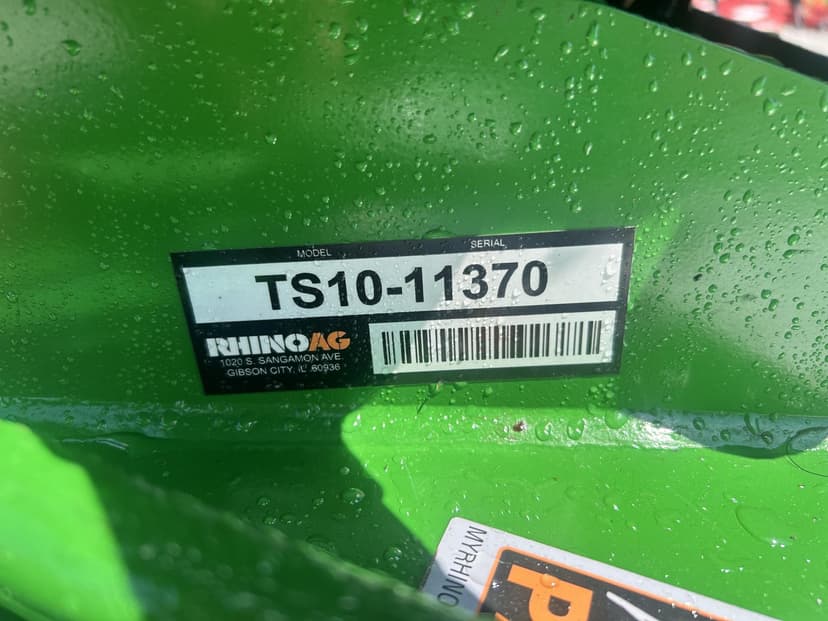 MODEL SERIAL
TS10-11370
RHINOAG
1020 S. SANGAMON AVE
GIBSON CITY, IL 60936
MYRHINO
P